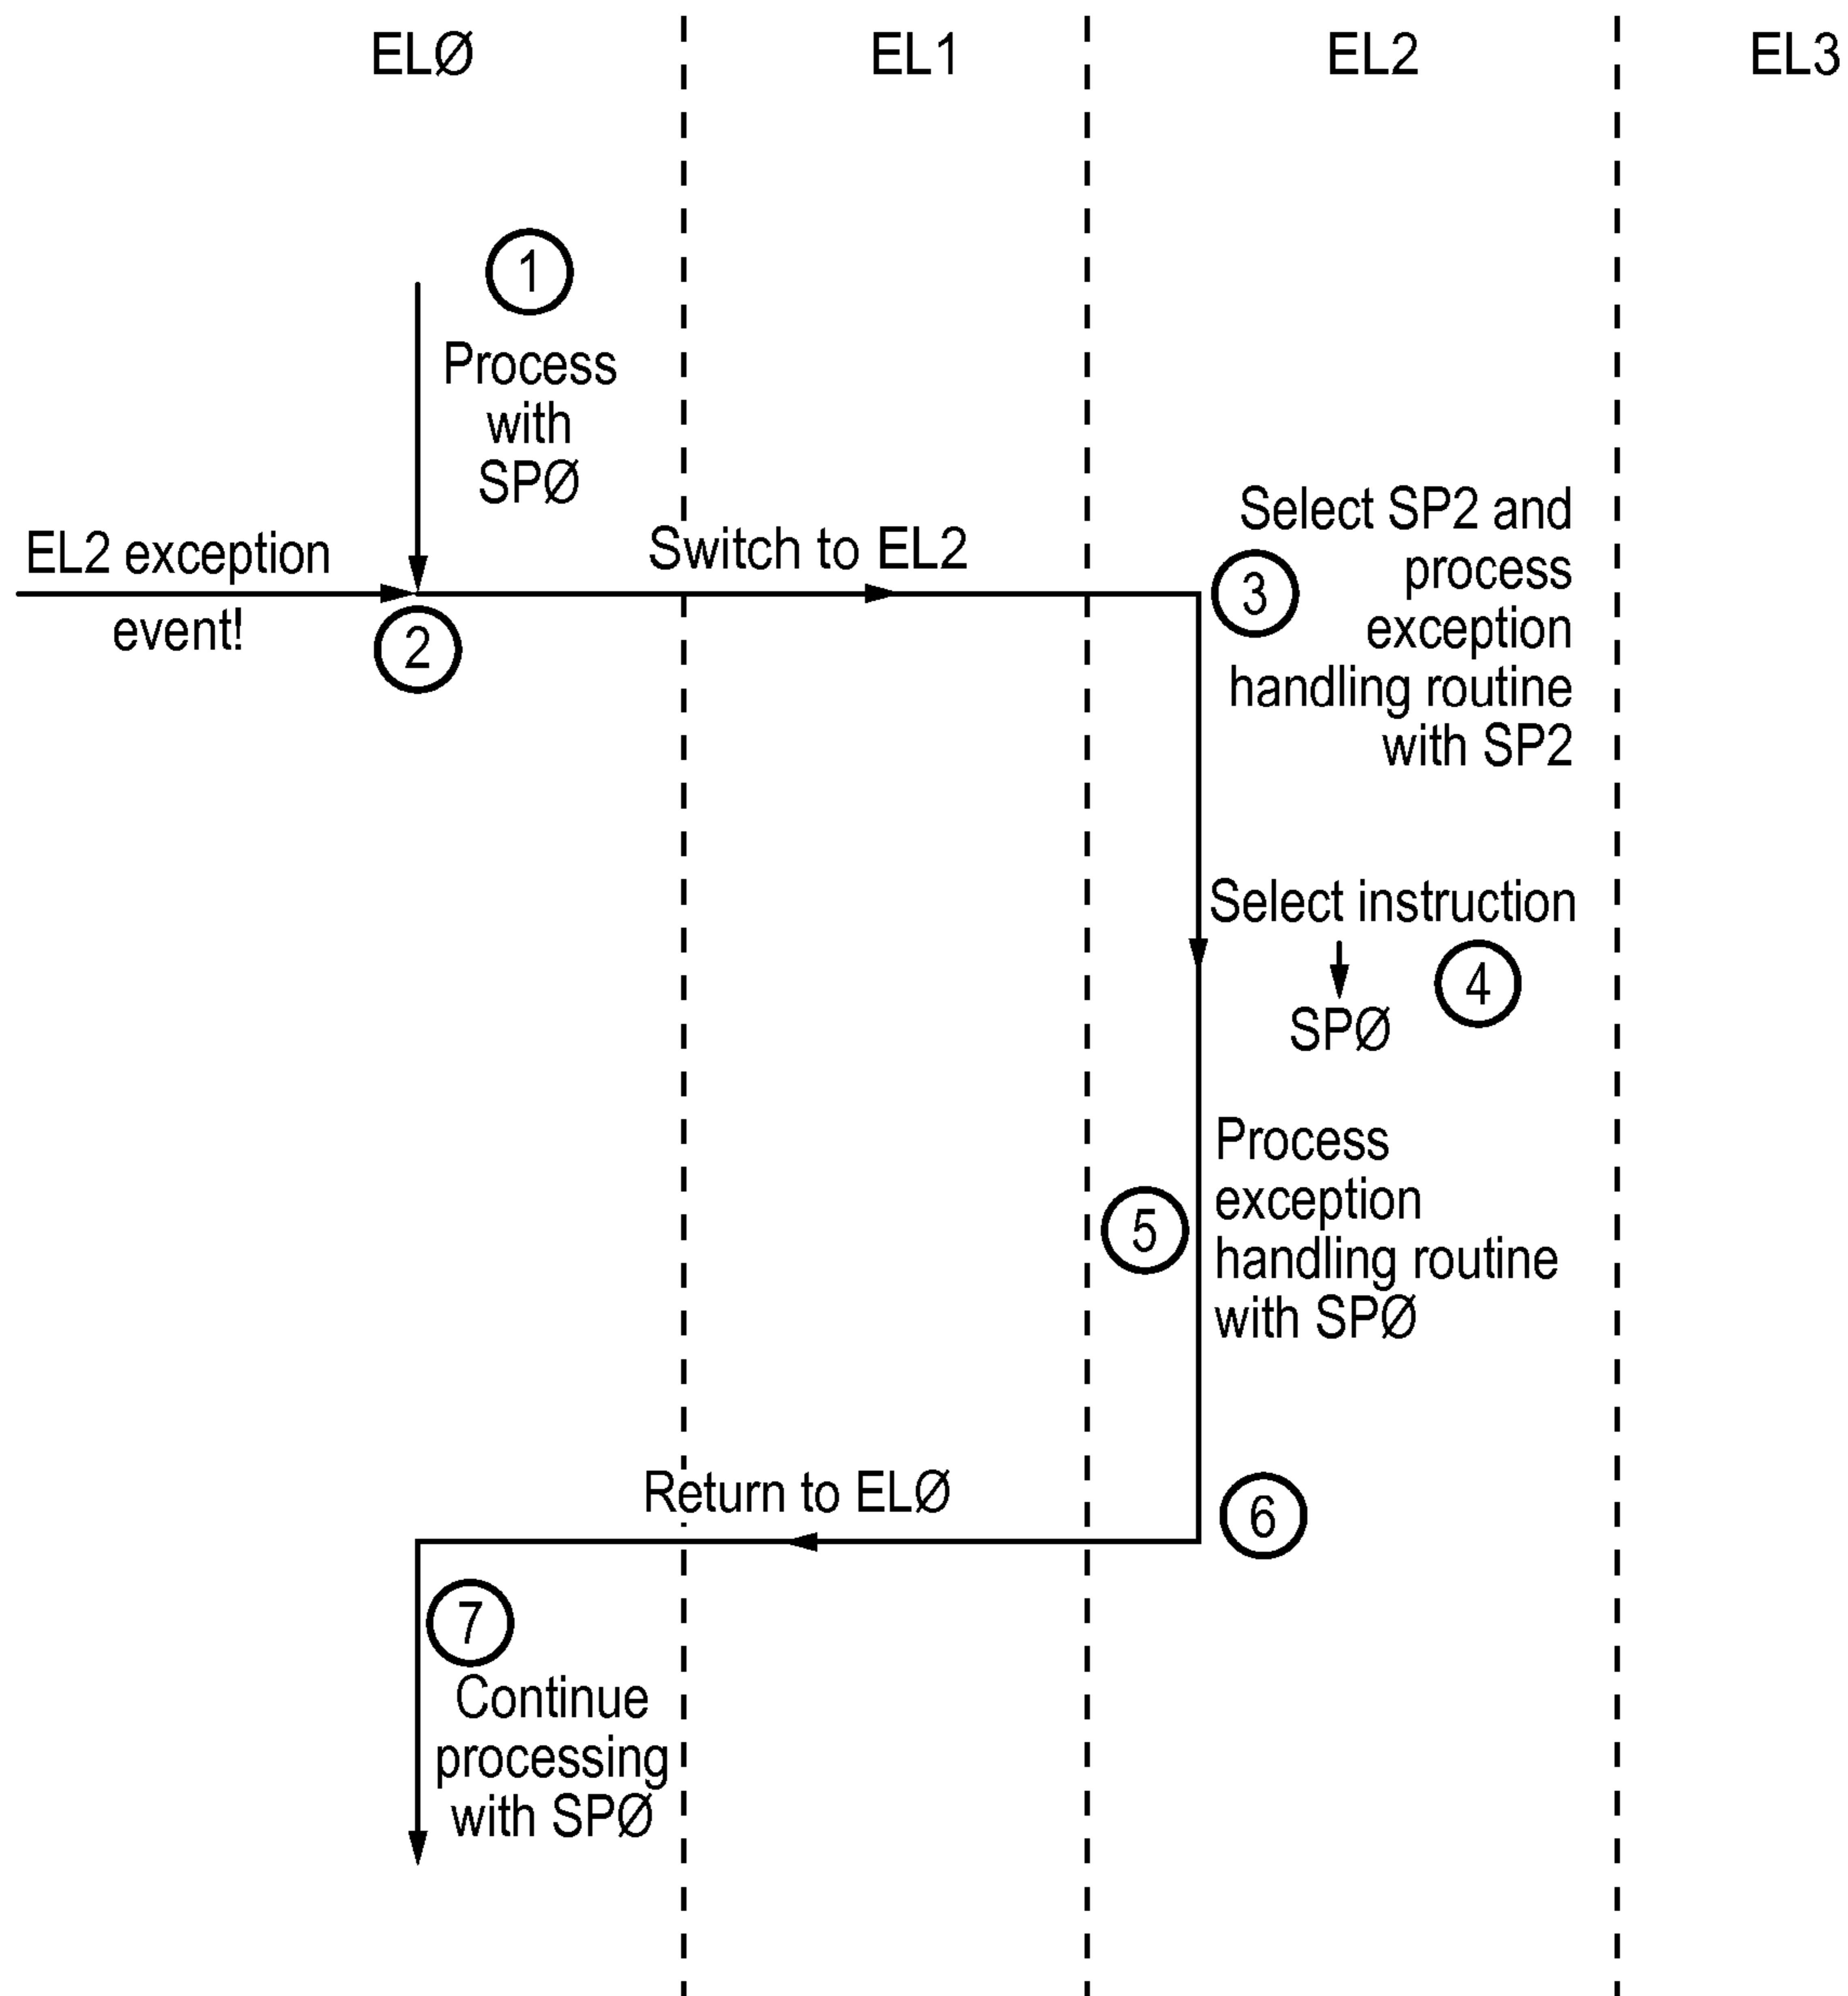 ELØ
EL1
EL2
EL3
1
Process
with
SPØ
EL2 exception
event!
2
Switch to EL2
3
Select SP2 and
process
exception
handling routine
with SP2
Select instruction
4
SPØ
5
Process
exception
handling routine
with SPØ
6
Return to ELØ
7
Continue
processing
with SPØ